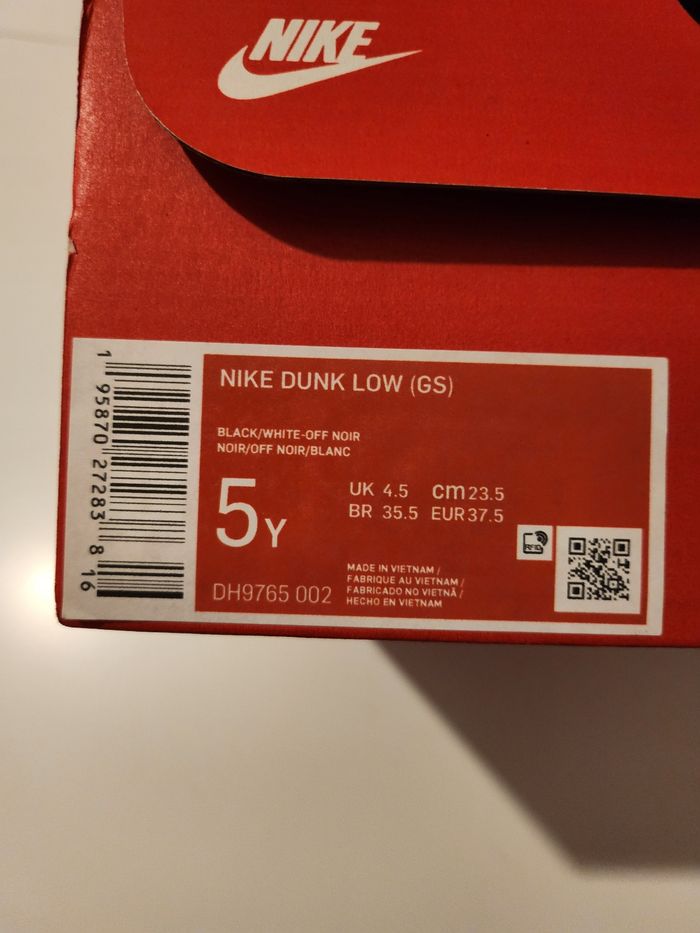 NIKE
NIKE DUNK LOW (GS)
BLACK/WHITE-OFF NOIR
NOIR/OFF NOIR/BLANC
5Y
UK 4.5 cm 23.5
BR 35.5 EUR 37.5
DH9765 002
MADE IN VIETNAM /
FABRIQUE AU VIETNAM /
FABRICADO NO VIETNÃ /
HECHO EN VIETNAM
RFID
1 95870 27283 8 16